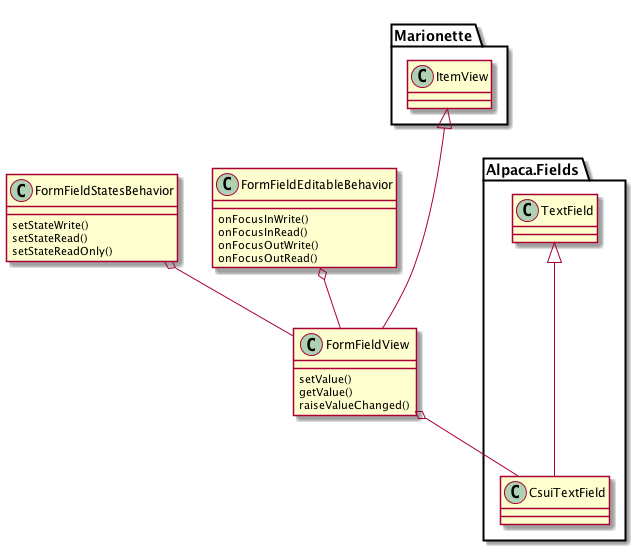 Marionette
C ItemView
Alpaca.Fields
C FormFieldStatesBehavior
setStateWrite()
setStateRead()
setStateReadOnly()
C FormFieldEditableBehavior
onFocusInWrite()
onFocusInRead()
onFocusOutWrite()
onFocusOutRead()
C TextField
C FormFieldView
setValue()
getValue()
raiseValueChanged()
C CsuiTextField